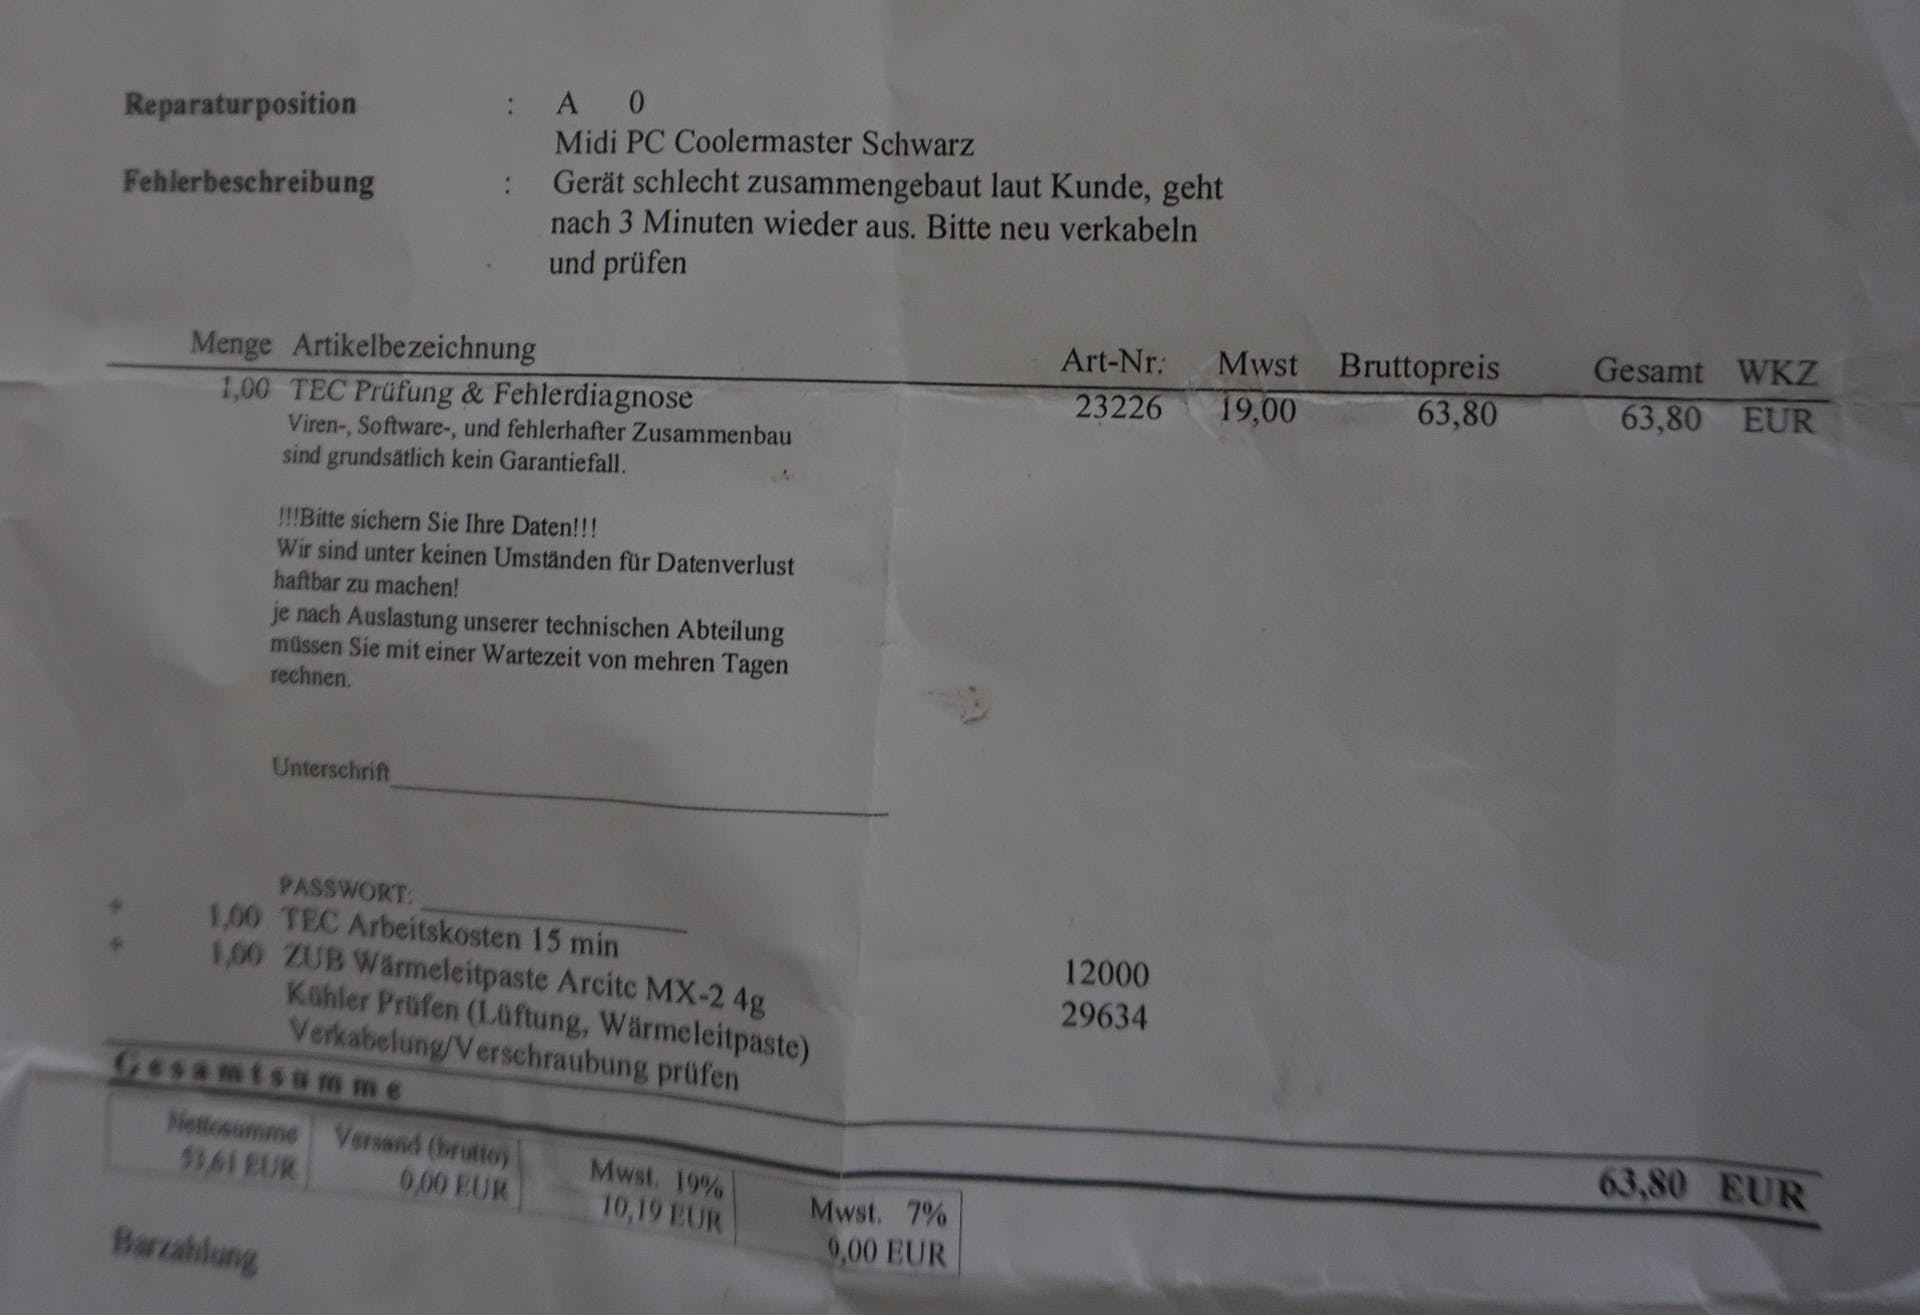 Reparaturposition : A 0
Midi PC Coolermaster Schwarz
Fehlerbeschreibung : Gerät schlecht zusammengebaut laut Kunde, geht
nach 3 Minuten wieder aus. Bitte neu verkabeln
und prüfen
Menge Artikelbezeichnung Art-Nr: Mwst Bruttopreis Gesamt WKZ
1,00 TEC Prüfung & Fehlerdiagnose 23226 19,00 63,80 63,80 EUR
Viren-, Software-, und fehlerhafter Zusammenbau
sind grundsätlich kein Garantiefall.
!!!Bitte sichern Sie Ihre Daten!!!
Wir sind unter keinen Umständen für Datenverlust
haftbar zu machen!
je nach Auslastung unserer technischen Abteilung
müssen Sie mit einer Wartezeit von mehren Tagen
rechnen.
Unterschrift
PASSWORT:
+ 1,00 TEC Arbeitskosten 15 min 12000
+ 1,00 ZUB Wärmeleitpaste Arcitc MX-2 4g 29634
Kühler Prüfen (Lüftung, Wärmeleitpaste)
Verkabelung/Verschraubung prüfen
Gesamtsumme 63,80 EUR
Nettosumme Versand (brutto) Mwst. 19% Mwst. 7%
53,61 EUR 0,00 EUR 10,19 EUR 0,00 EUR
Barzahlung